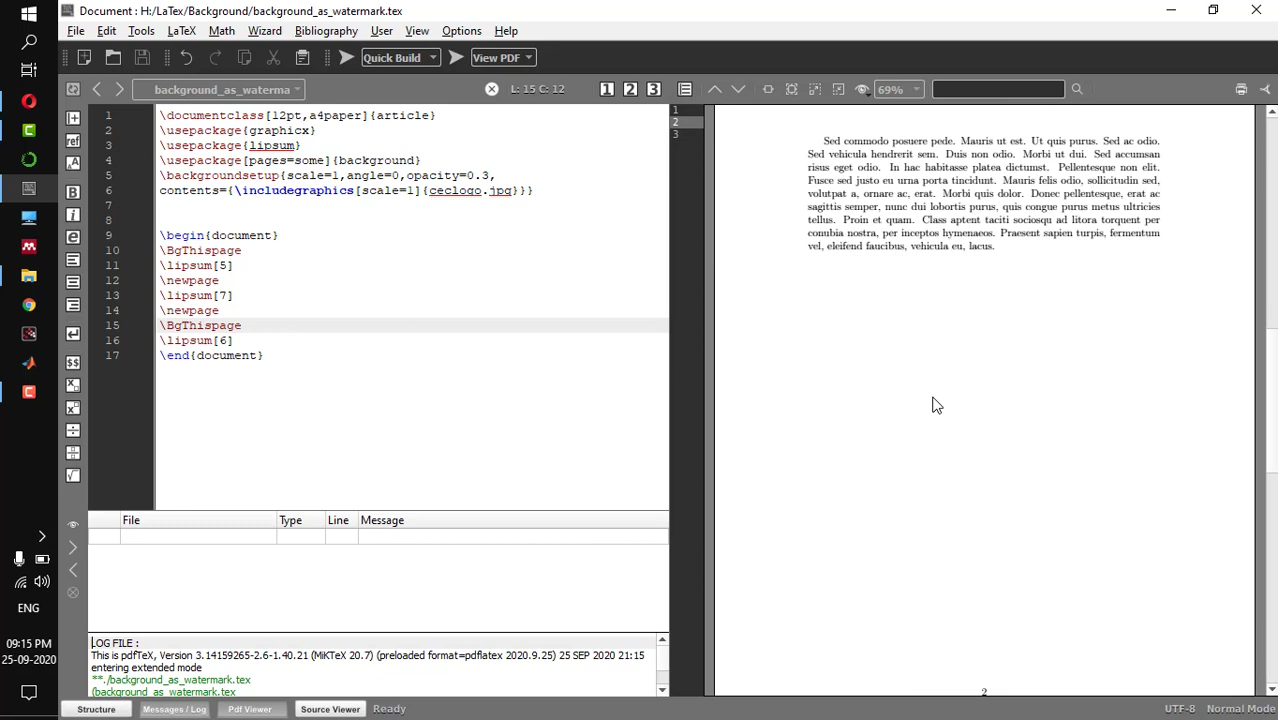 Document : H:/LaTex/Background/background_as_watermark.tex
File Edit Tools LaTeX Math Wizard Bibliography User View Options Help
Quick Build View PDF
background_as_waterma L: 15 C: 12 1 2 3 69%
1 \documentclass[12pt,a4paper]{article}
2 \usepackage{graphicx}
3 \usepackage{lipsum}
4 \usepackage[pages=some]{background}
5 \backgroundsetup{scale=1,angle=0,opacity=0.3,
6 contents={\includegraphics[scale=1]{ceclogo.jpg}}}
7
8
9 \begin{document}
10 \BgThispage
11 \lipsum[5]
12 \newpage
13 \lipsum[7]
14 \newpage
15 \BgThispage
16 \lipsum[6]
17 \end{document}
File Type Line Message
LOG FILE :
This is pdfTeX, Version 3.14159265-2.6-1.40.21 (MiKTeX 20.7) (preloaded format=pdflatex 2020.9.25) 25 SEP 2020 21:15
entering extended mode
**./background_as_watermark.tex
(background_as_watermark.tex
1
2
3
Sed commodo posuere pede. Mauris ut est. Ut quis purus. Sed ac odio.
Sed vehicula hendrerit sem. Duis non odio. Morbi ut dui. Sed accumsan
risus eget odio. In hac habitasse platea dictumst. Pellentesque non elit.
Fusce sed justo eu urna porta tincidunt. Mauris felis odio, sollicitudin sed,
volutpat a, ornare ac, erat. Morbi quis dolor. Donec pellentesque, erat ac
sagittis semper, nunc dui lobortis purus, quis congue purus metus ultricies
tellus. Proin et quam. Class aptent taciti sociosqu ad litora torquent per
conubia nostra, per inceptos hymenaeos. Praesent sapien turpis, fermentum
vel, eleifend faucibus, vehicula eu, lacus.
2
Structure Messages / Log Pdf Viewer Source Viewer Ready UTF-8 Normal Mode
ENG
09:15 PM
25-09-2020